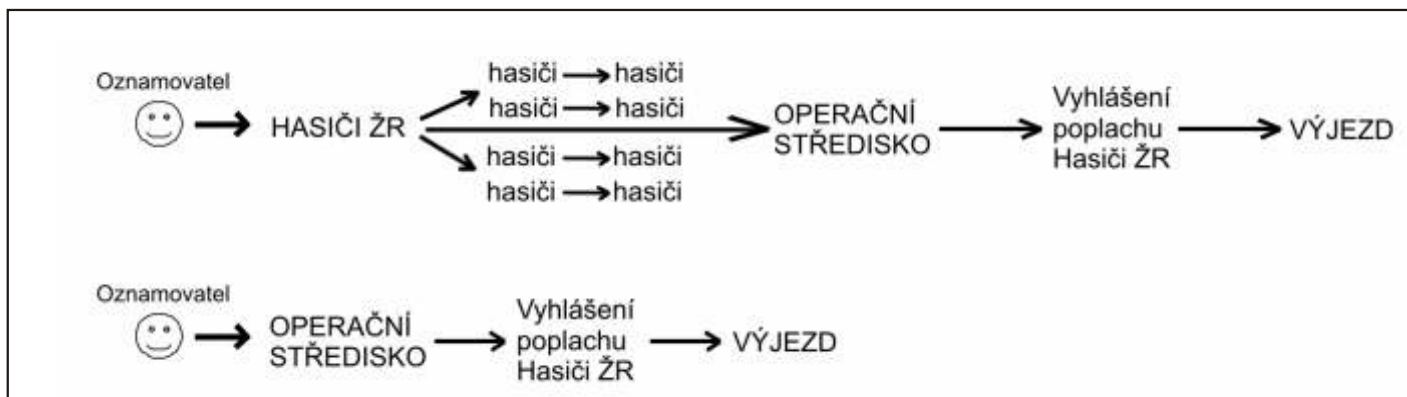 Oznamovatel
HASIČI ŽR
hasiči hasiči
hasiči hasiči
hasiči hasiči
hasiči hasiči
OPERAČNÍ
STŘEDISKO
Vyhlášení
poplachu
Hasiči ŽR
VÝJEZD
Oznamovatel
OPERAČNÍ
STŘEDISKO
Vyhlášení
poplachu
Hasiči ŽR
VÝJEZD